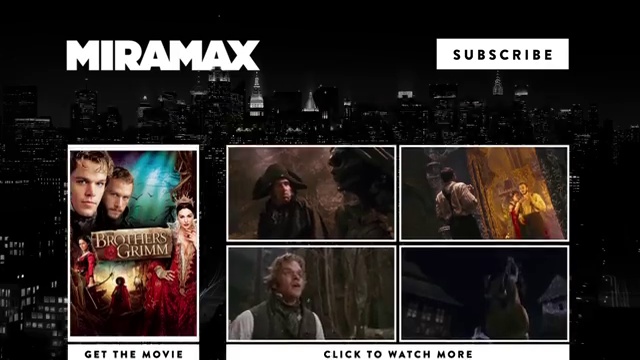 MIRAMAX
SUBSCRIBE
BROTHERS
GRIMM
GET THE MOVIE
CLICK TO WATCH MORE